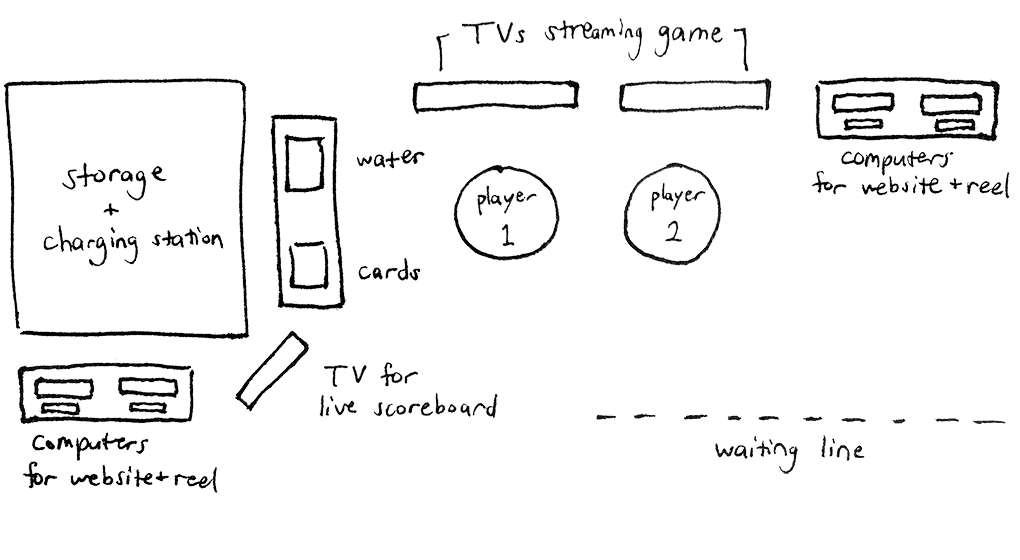 TVs streaming game
storage
+
charging station
water
cards
player
1
player
2
computers
for website + reel
TV for
live scoreboard
computers
for website + reel
waiting line